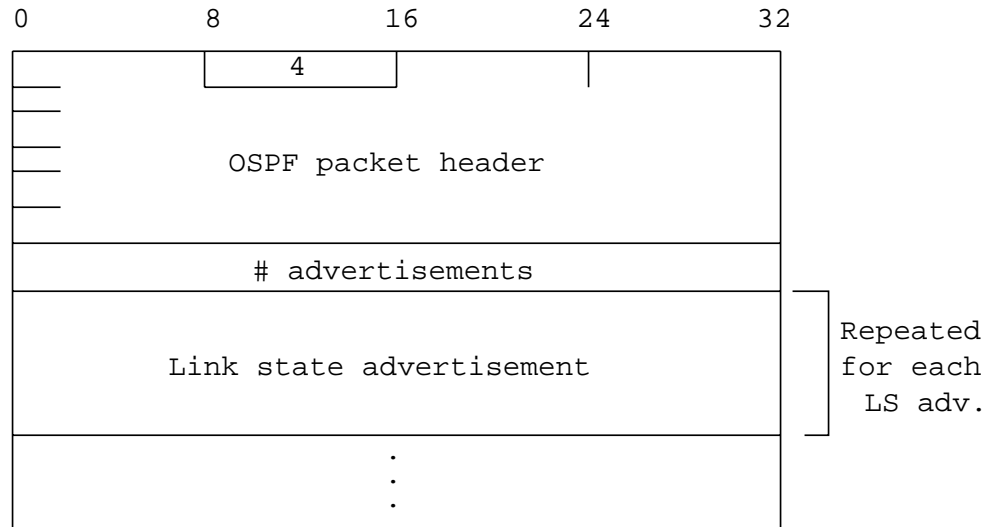 0 8 16 24 32
4
OSPF packet header
# advertisements
Link state advertisement
Repeated
for each
LS adv.
.
.
.